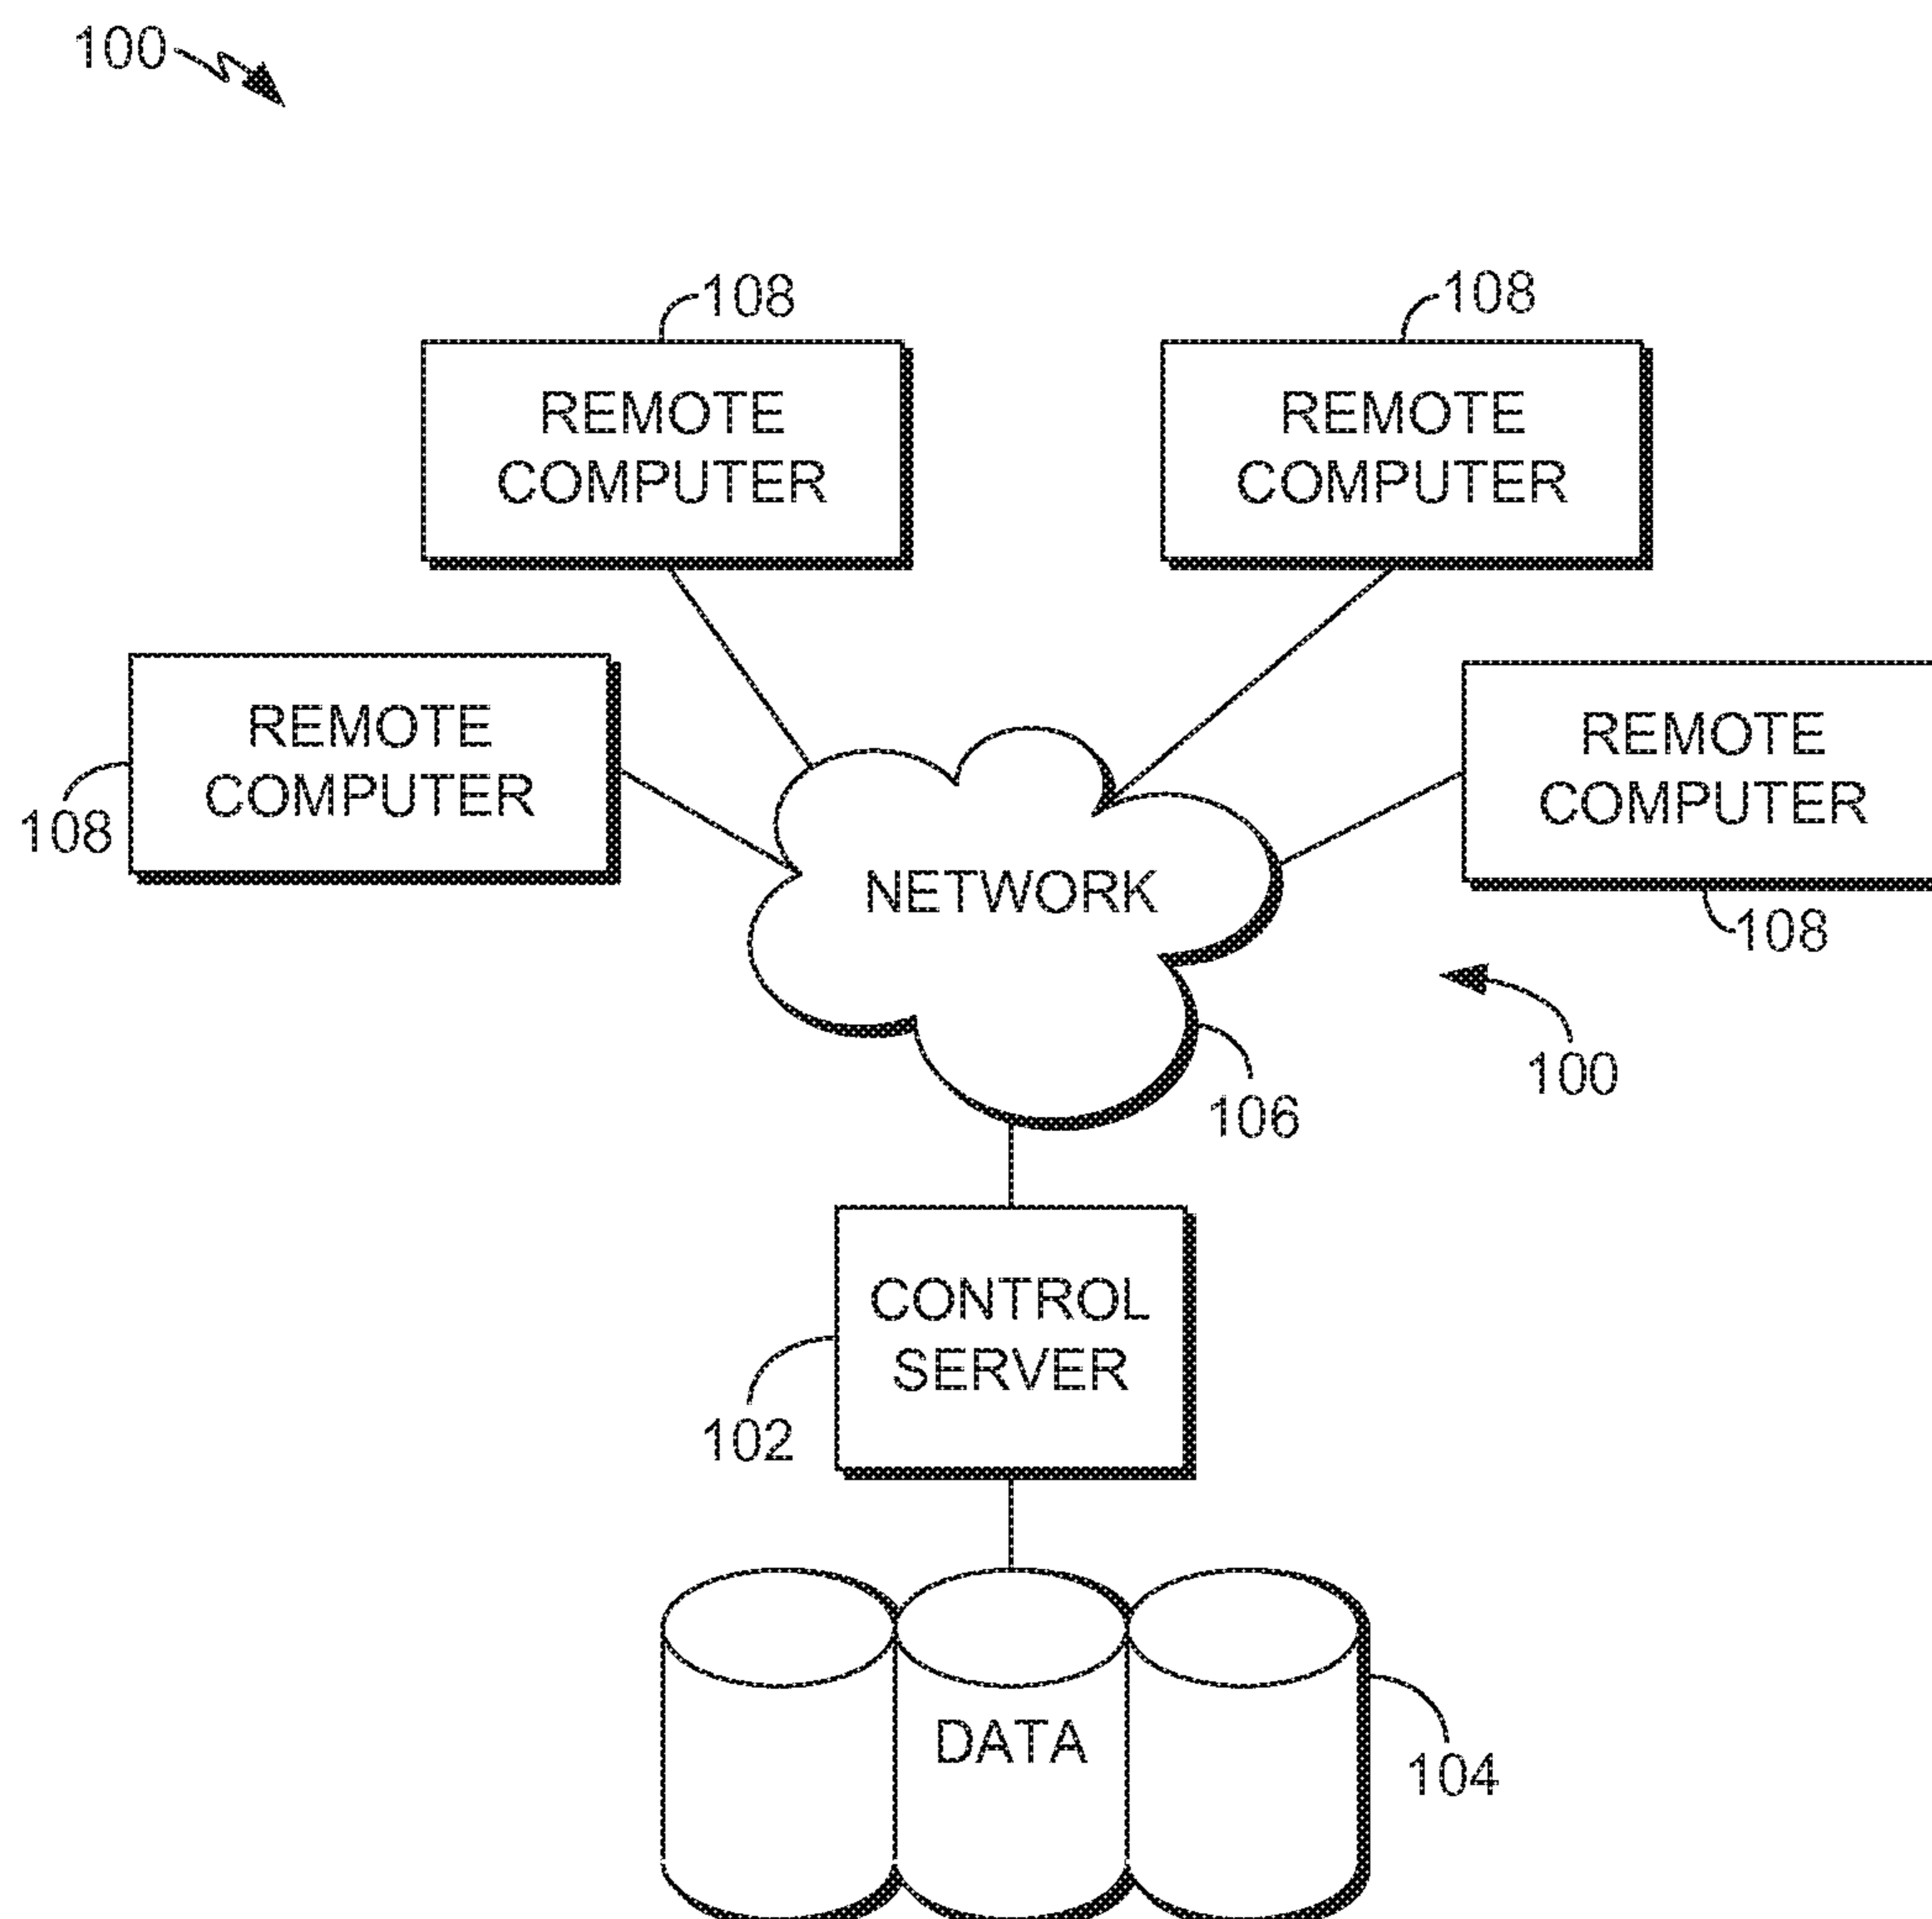 100
108
108
REMOTE
COMPUTER
REMOTE
COMPUTER
REMOTE
COMPUTER
108
REMOTE
COMPUTER
108
NETWORK
100
106
CONTROL
SERVER
102
DATA
104